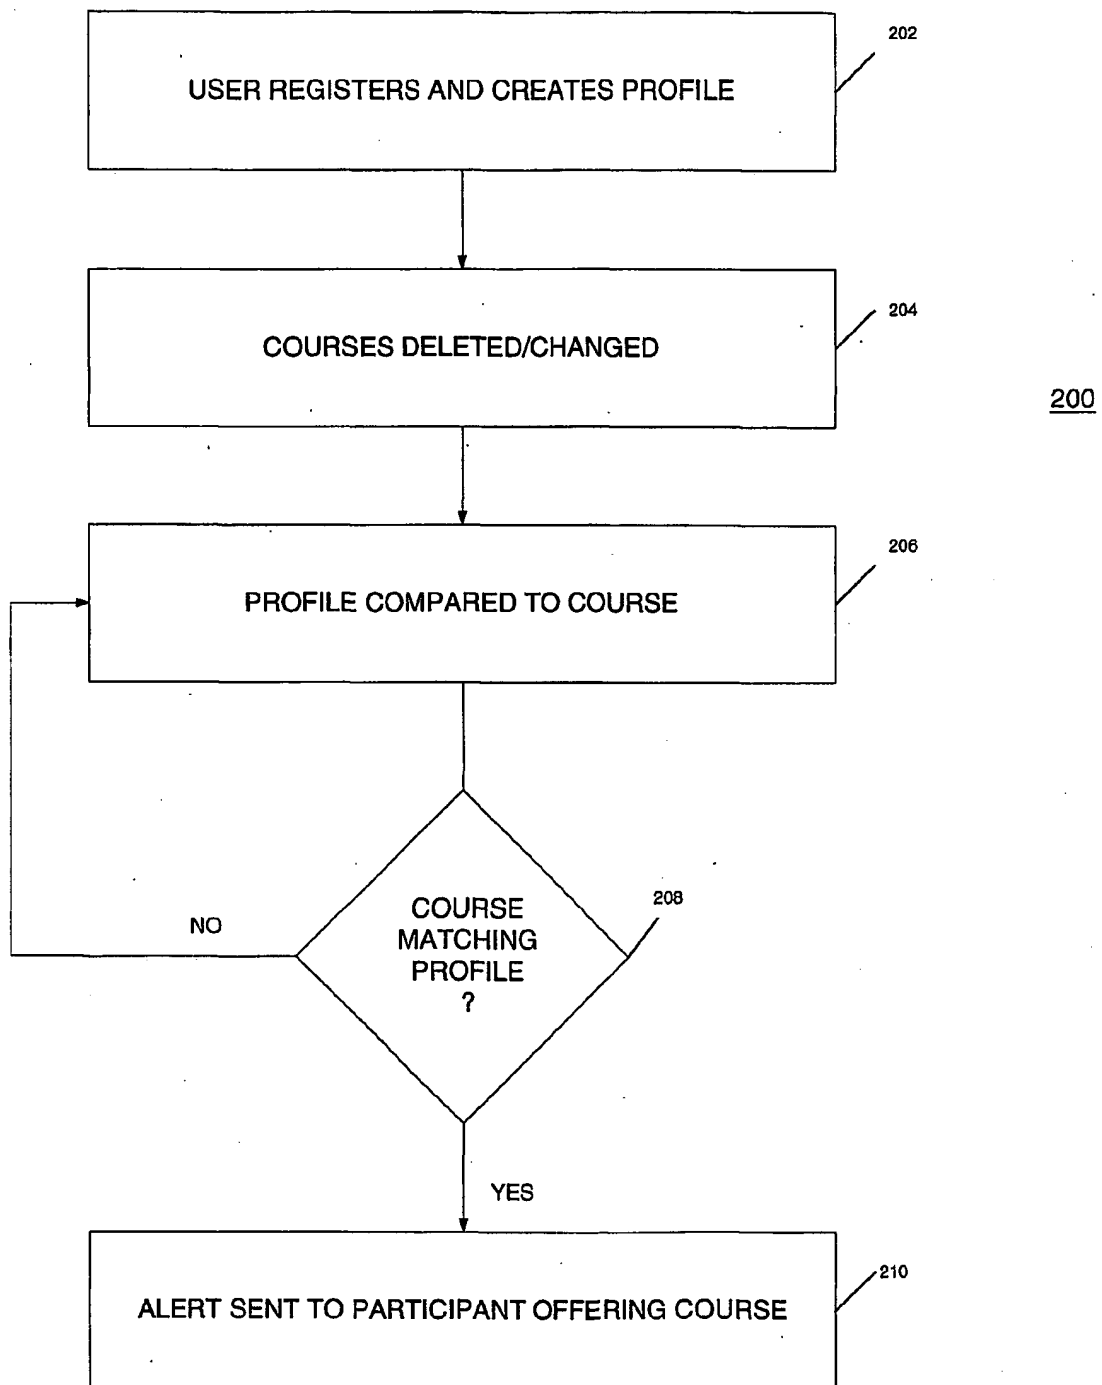 202
USER REGISTERS AND CREATES PROFILE
204
COURSES DELETED/CHANGED
200
206
PROFILE COMPARED TO COURSE
208
COURSE
MATCHING
PROFILE
?
NO
YES
210
ALERT SENT TO PARTICIPANT OFFERING COURSE